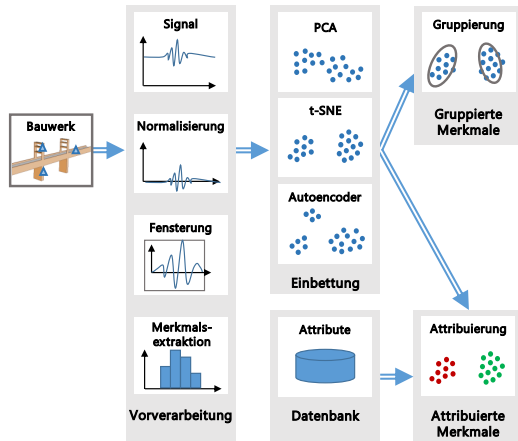 Bauwerk
Signal
Normalisierung
Fensterung
Merkmals-
extraktion
Vorverarbeitung
PCA
t-SNE
Autoencoder
Einbettung
Attribute
Datenbank
Gruppierung
Gruppierte
Merkmale
Attribuierung
Attribuierte
Merkmale